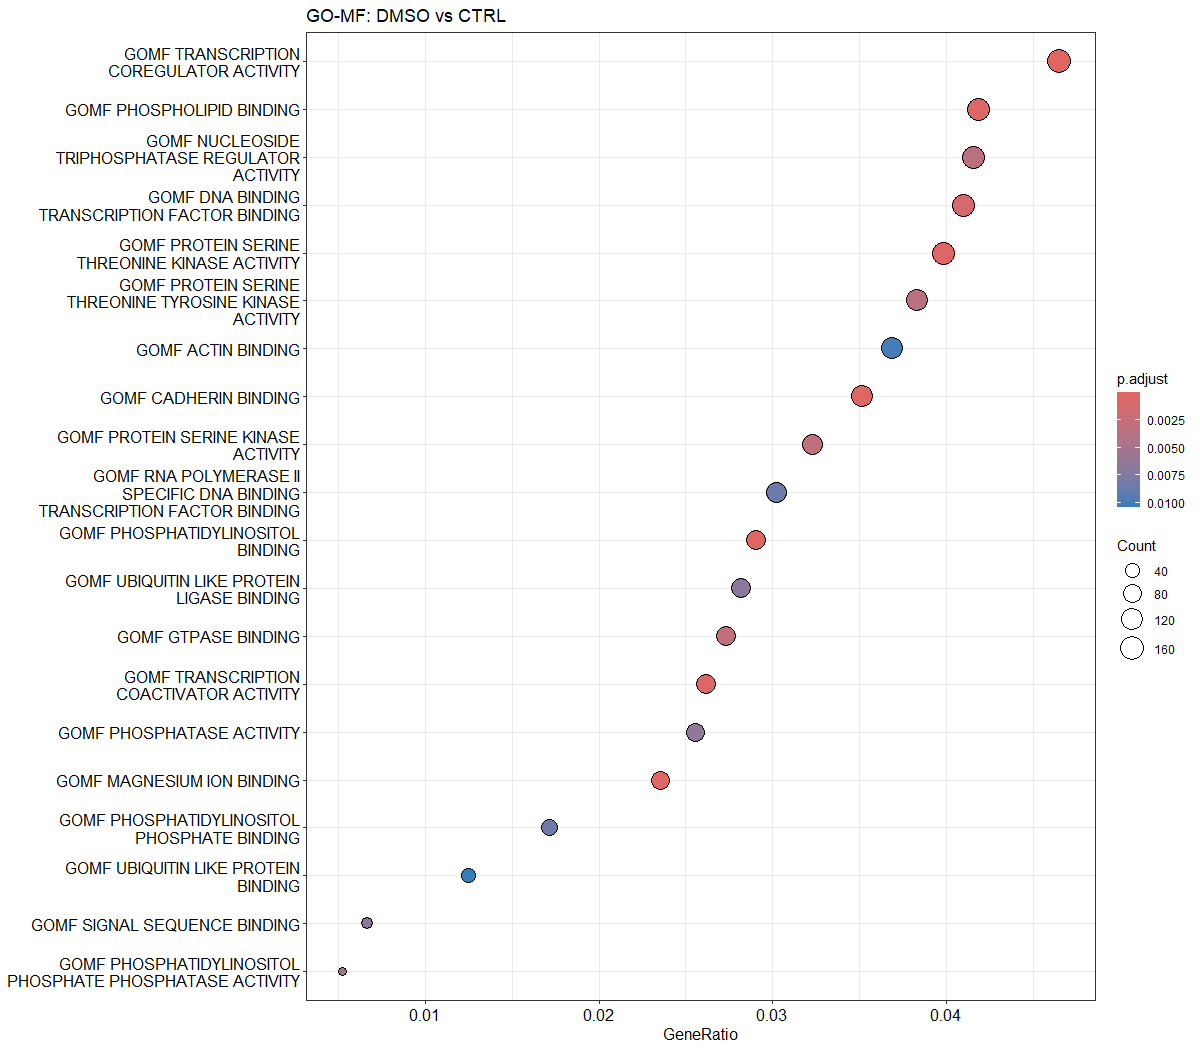 GO-MF: DMSO vs CTRL
GOMF TRANSCRIPTION
COREGULATOR ACTIVITY
GOMF PHOSPHOLIPID BINDING
GOMF NUCLEOSIDE
TRIPHOSPHATASE REGULATOR
ACTIVITY
GOMF DNA BINDING
TRANSCRIPTION FACTOR BINDING
GOMF PROTEIN SERINE
THREONINE KINASE ACTIVITY
GOMF PROTEIN SERINE
THREONINE TYROSINE KINASE
ACTIVITY
GOMF ACTIN BINDING
GOMF CADHERIN BINDING
GOMF PROTEIN SERINE KINASE
ACTIVITY
GOMF RNA POLYMERASE II
SPECIFIC DNA BINDING
TRANSCRIPTION FACTOR BINDING
GOMF PHOSPHATIDYLINOSITOL
BINDING
GOMF UBIQUITIN LIKE PROTEIN
LIGASE BINDING
GOMF GTPASE BINDING
GOMF TRANSCRIPTION
COACTIVATOR ACTIVITY
GOMF PHOSPHATASE ACTIVITY
GOMF MAGNESIUM ION BINDING
GOMF PHOSPHATIDYLINOSITOL
PHOSPHATE BINDING
GOMF UBIQUITIN LIKE PROTEIN
BINDING
GOMF SIGNAL SEQUENCE BINDING
GOMF PHOSPHATIDYLINOSITOL
PHOSPHATE PHOSPHATASE ACTIVITY
0.01 0.02 0.03 0.04
GeneRatio
p.adjust
0.0025
0.0050
0.0075
0.0100
Count
40
80
120
160